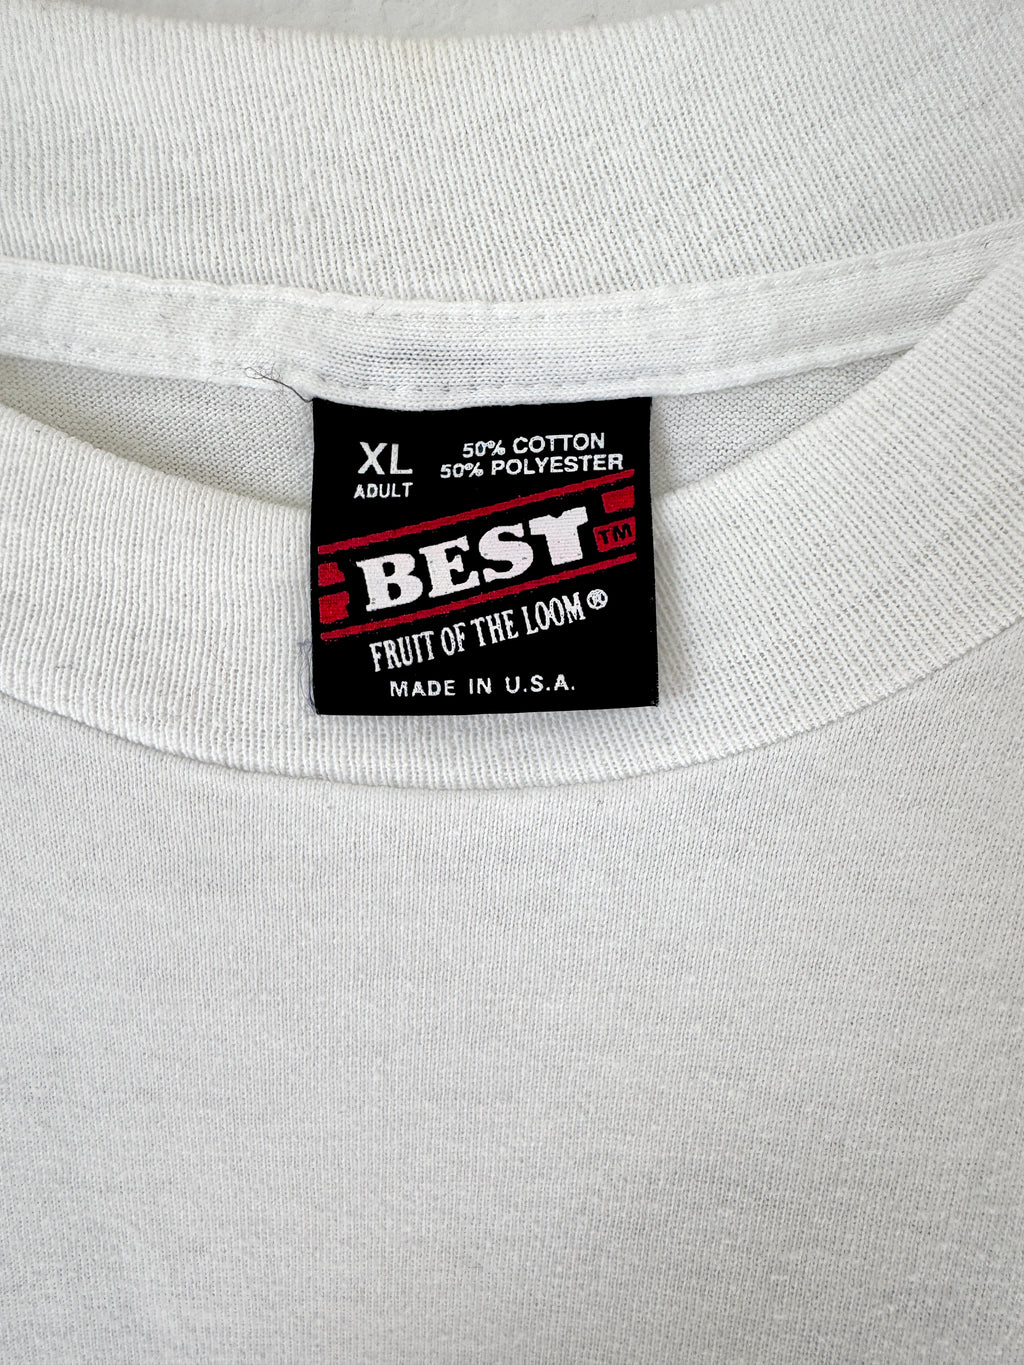 XL
ADULT
50% COTTON
50% POLYESTER
BEST TM
FRUIT OF THE LOOM®
MADE IN U.S.A.